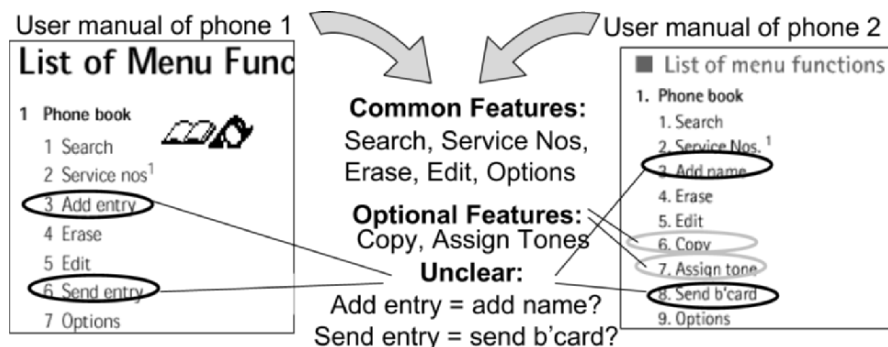 User manual of phone 1
List of Menu Func
1 Phone book
1 Search
2 Service nos1
3 Add entry
4 Erase
5 Edit
6 Send entry
7 Options
Common Features:
Search, Service Nos,
Erase, Edit, Options
Optional Features:
Copy, Assign Tones
Unclear:
Add entry = add name?
Send entry = send b'card?
User manual of phone 2
List of menu functions
1. Phone book
1. Search
2. Service Nos. 1
3. Add name
4. Erase
5. Edit
6. Copy
7. Assign tone
8. Send b'card
9. Options